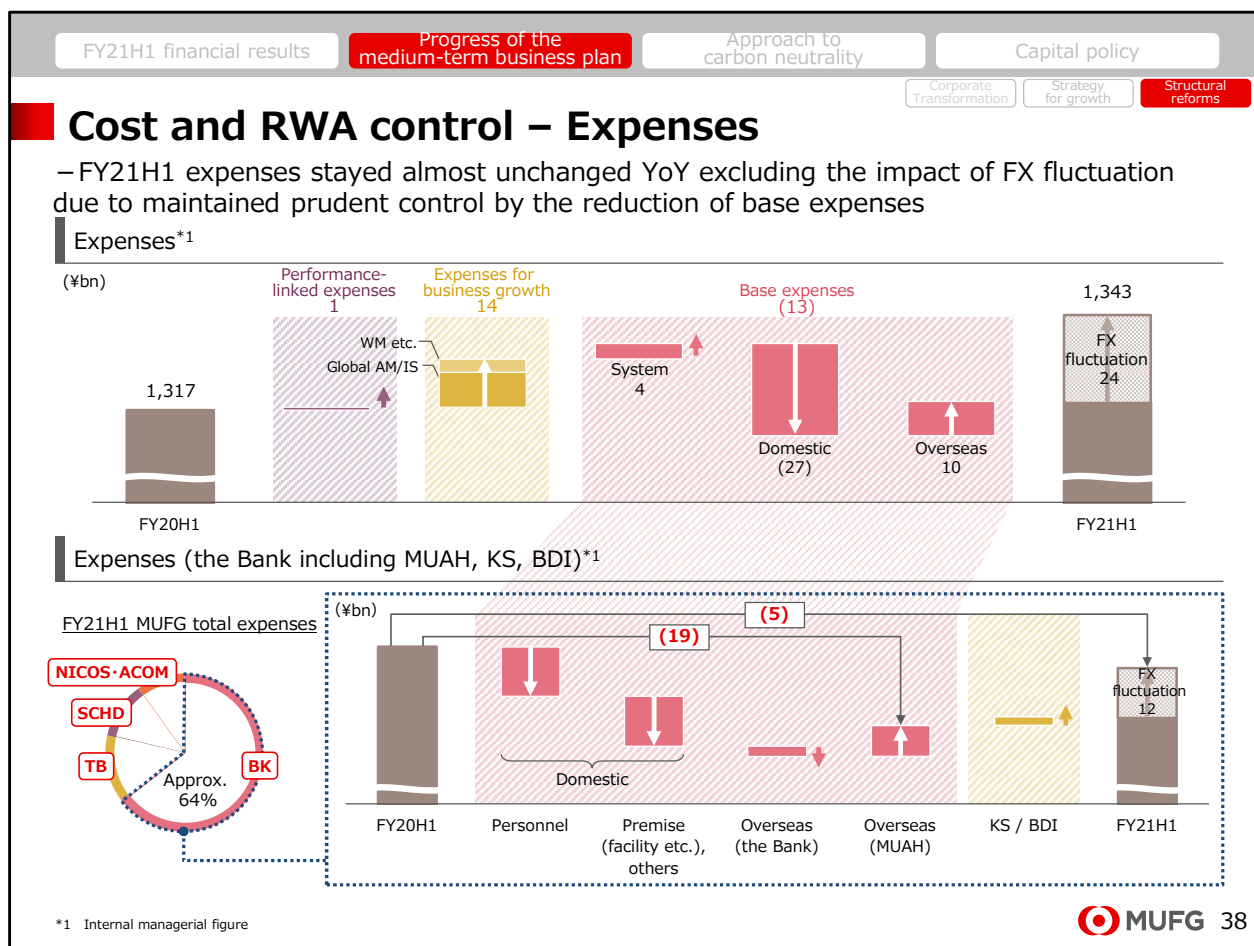 FY21H1 financial results
Progress of the
medium-term business plan
Approach to
carbon neutrality
Capital policy
Corporate
Transformation
Strategy
for growth
Structural
reforms
Cost and RWA control – Expenses
−FY21H1 expenses stayed almost unchanged YoY excluding the impact of FX fluctuation
due to maintained prudent control by the reduction of base expenses
Expenses*1
(¥bn)
Performance-
linked expenses
1
Expenses for
business growth
14
Base expenses
(13)
1,343
1,317
WM etc.
Global AM/IS
System
4
Domestic
(27)
Overseas
10
FX
fluctuation
24
FY20H1
FY21H1
Expenses (the Bank including MUAH, KS, BDI)*1
FY21H1 MUFG total expenses
NICOS·ACOM
SCHD
TB
BK
Approx.
64%
(¥bn)
(5)
(19)
FX
fluctuation
12
Domestic
FY20H1
Personnel
Premise
(facility etc.),
others
Overseas
(the Bank)
Overseas
(MUAH)
KS / BDI
FY21H1
*1 Internal managerial figure
MUFG
38